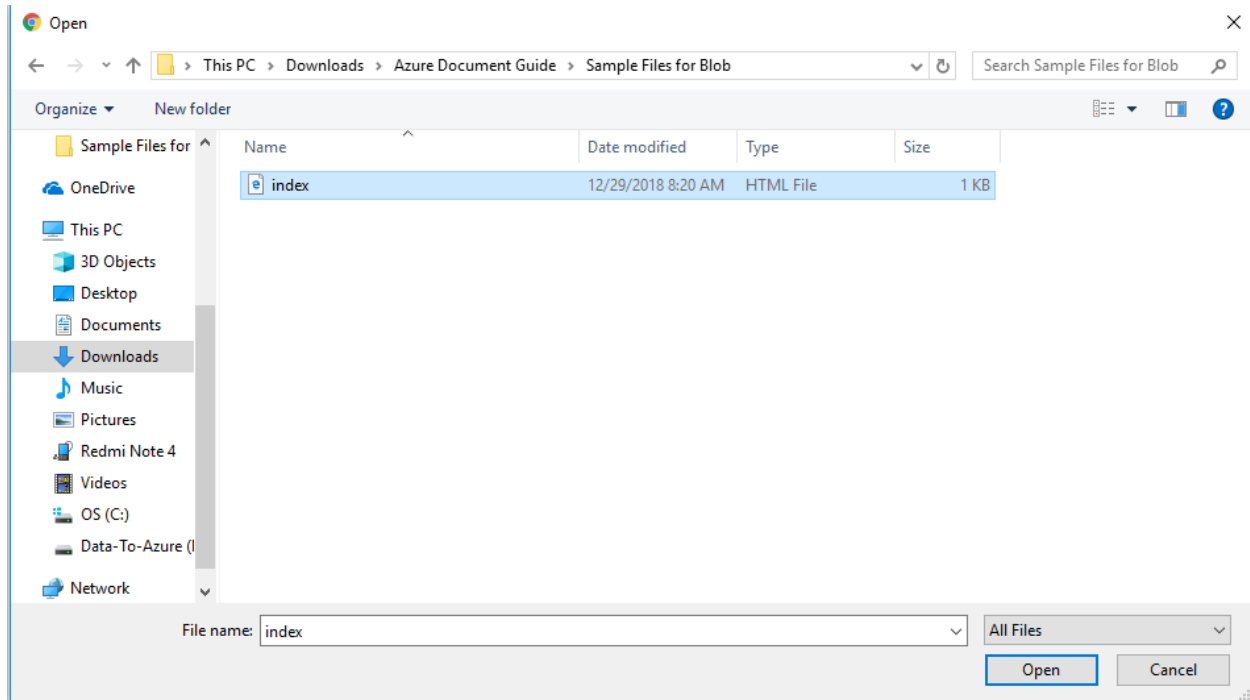 Open
This PC > Downloads > Azure Document Guide > Sample Files for Blob
Search Sample Files for Blob
Organize
New folder
Name
Date modified
Type
Size
index
12/29/2018 8:20 AM
HTML File
1 KB
Sample Files for
OneDrive
This PC
3D Objects
Desktop
Documents
Downloads
Music
Pictures
Redmi Note 4
Videos
OS (C:)
Data-To-Azure (
Network
File name: index
All Files
Open
Cancel